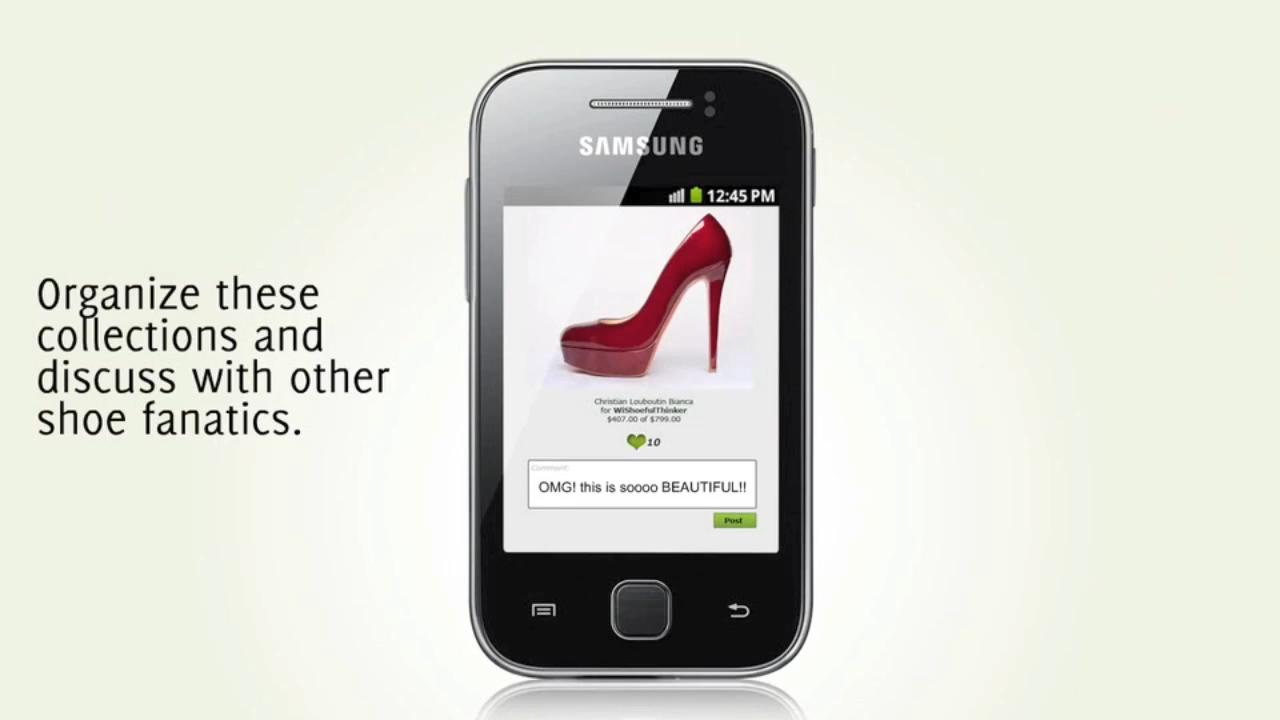 Organize these
collections and
discuss with other
shoe fanatics.
SAMSUNG
12:45 PM
Christian Louboutin Bianca
for WiShoefulThinker
$407.00 of $799.00
10
Comment:
OMG! this is soooo BEAUTIFUL!!
Post